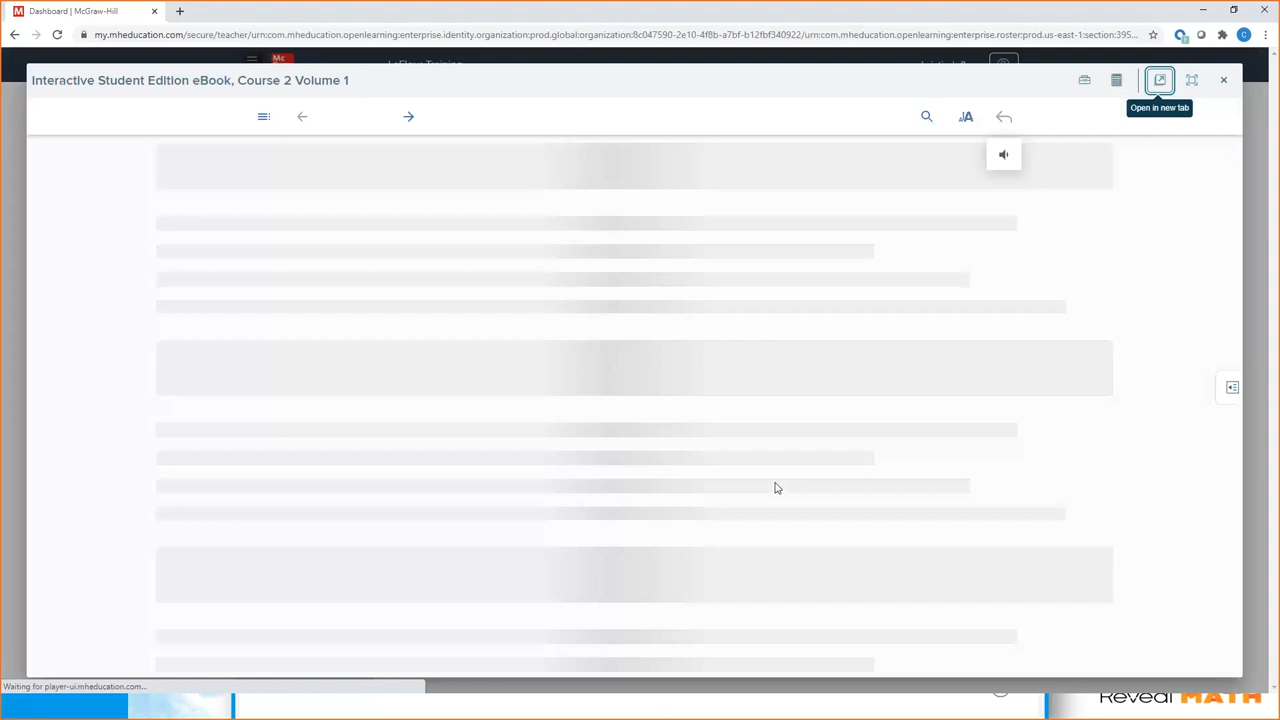 Dashboard | McGraw-Hill
my.mheducation.com/secure/teacher/urn:com.mheducation.openlearning:enterprise.identity.organization:prod.global:organization:8c047590-2e10-4f8b-a7bf-b12fbf340922/urn:com.mheducation.openlearning:enterprise.roster:prod.us-east-1:section:395...
C
Mc
Interactive Student Edition eBook, Course 2 Volume 1
Open in new tab
Waiting for player-ui.mheducation.com...
Reveal MATH